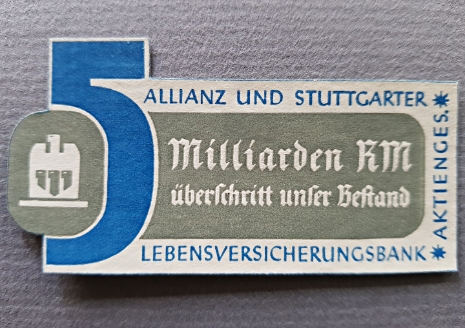 5
ALLIANZ UND STUTTGARTER
Milliarden RM
überschritt unser Bestand
LEBENSVERSICHERUNGSBANK
* AKTIENGES. *